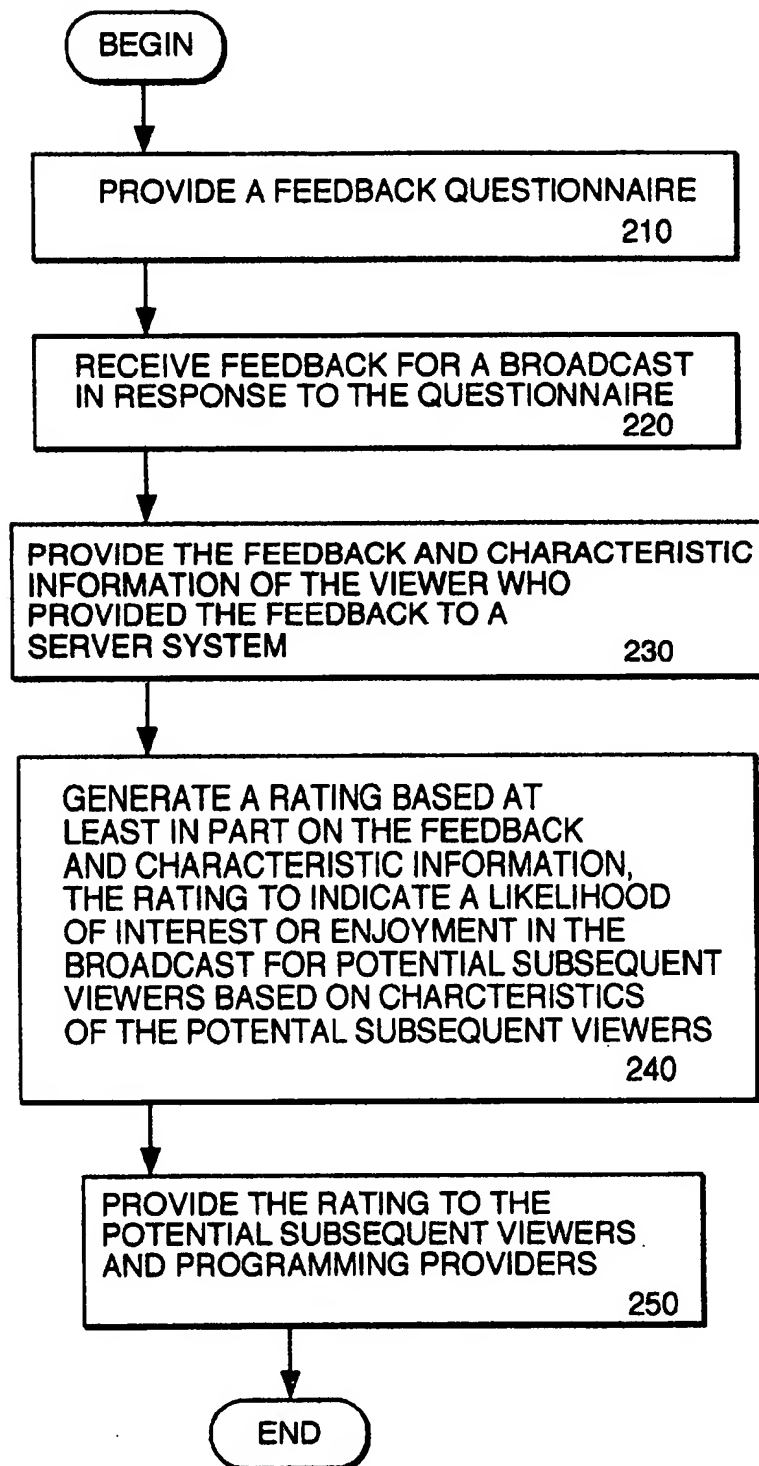 BEGIN
PROVIDE A FEEDBACK QUESTIONNAIRE
210
RECEIVE FEEDBACK FOR A BROADCAST
IN RESPONSE TO THE QUESTIONNAIRE
220
PROVIDE THE FEEDBACK AND CHARACTERISTIC
INFORMATION OF THE VIEWER WHO
PROVIDED THE FEEDBACK TO A
SERVER SYSTEM 230
GENERATE A RATING BASED AT
LEAST IN PART ON THE FEEDBACK
AND CHARACTERISTIC INFORMATION,
THE RATING TO INDICATE A LIKELIHOOD
OF INTEREST OR ENJOYMENT IN THE
BROADCAST FOR POTENTIAL SUBSEQUENT
VIEWERS BASED ON CHARCTERISTICS
OF THE POTENTAL SUBSEQUENT VIEWERS
240
PROVIDE THE RATING TO THE
POTENTIAL SUBSEQUENT VIEWERS
AND PROGRAMMING PROVIDERS
250
END